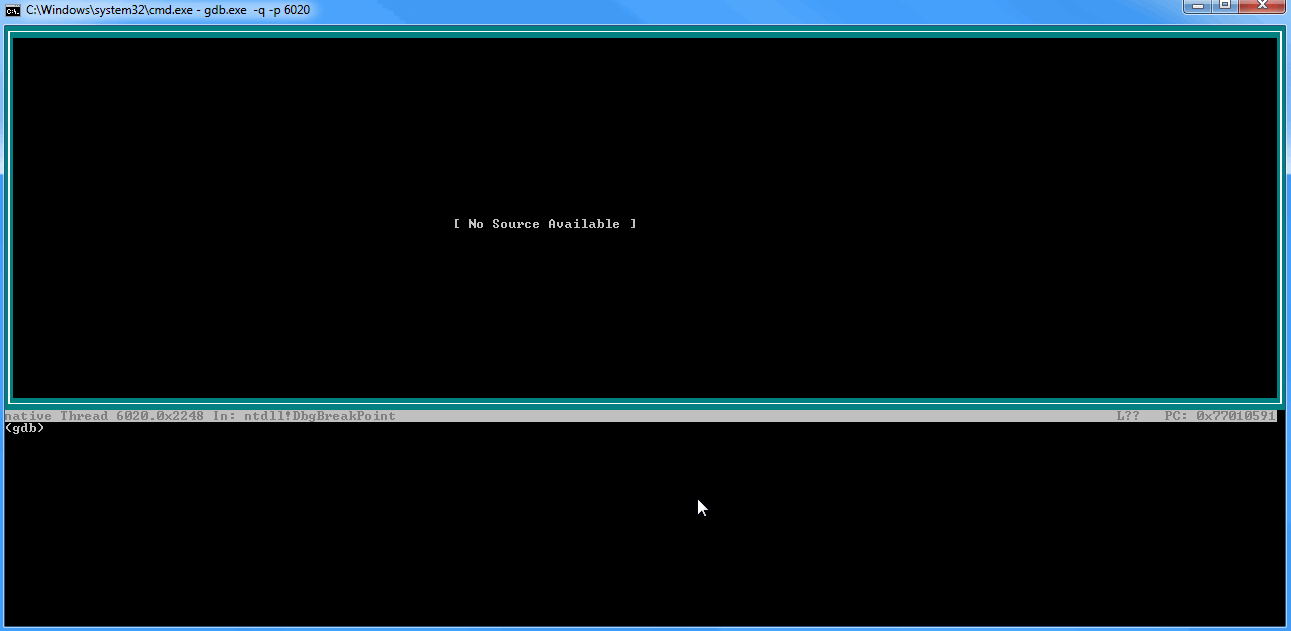 C:\Windows\system32\cmd.exe - gdb.exe  -q -p 6020
[ No Source Available ]
native Thread 6020.0x2248 In: ntdll!DbgBreakPoint L??   PC: 0x77010591
(gdb)